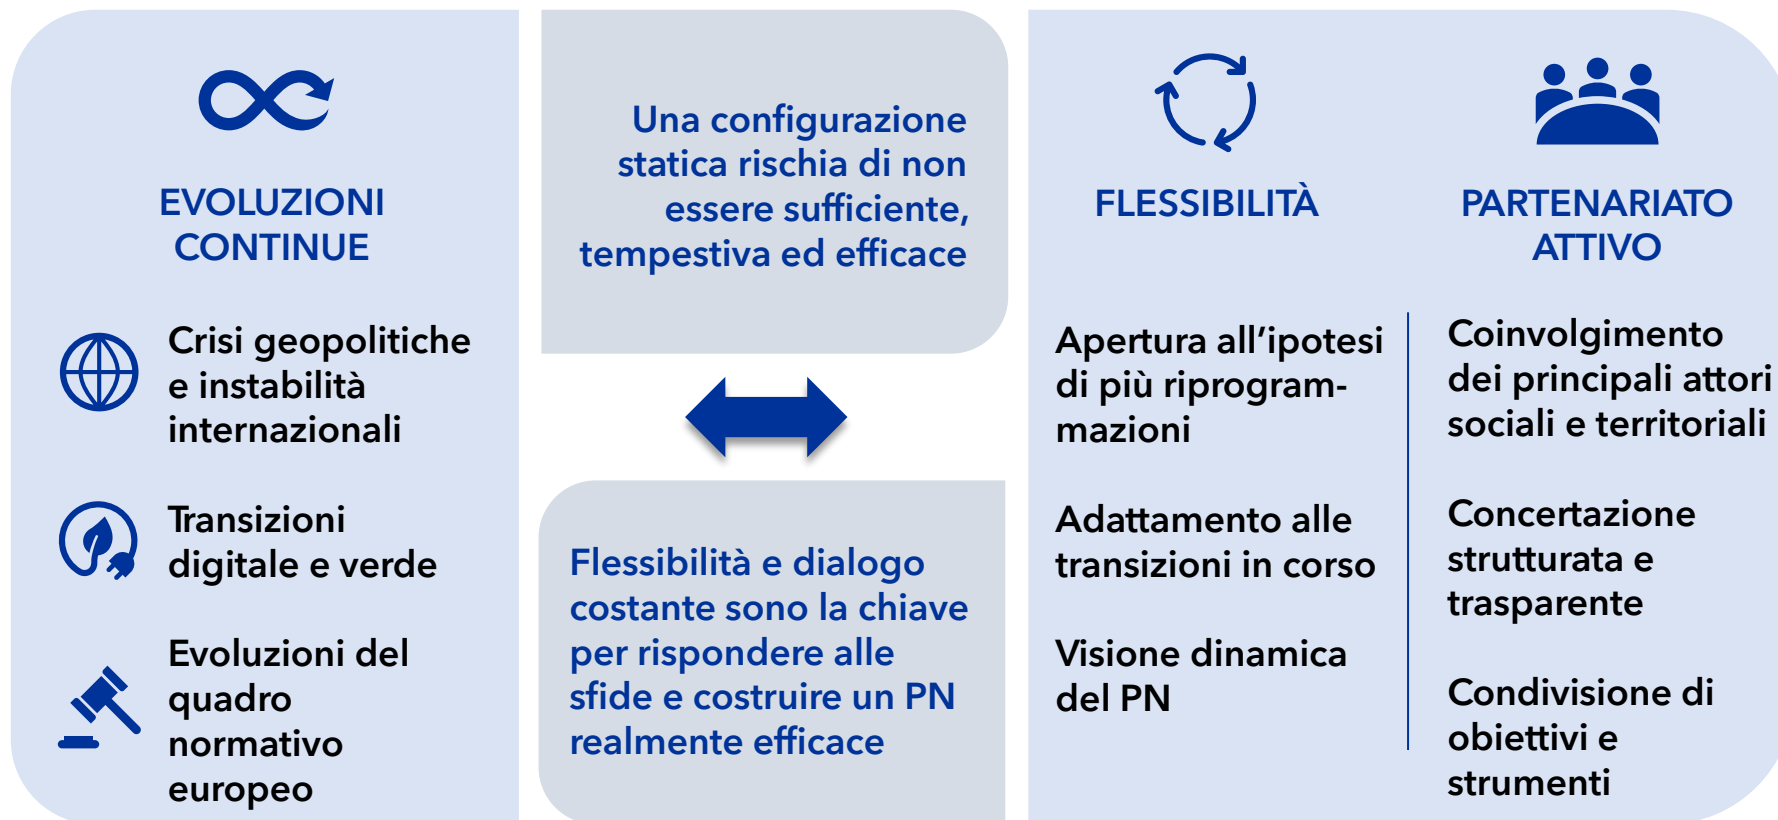 EVOLUZIONI
CONTINUE
Crisi geopolitiche
e instabilità
internazionali
Transizioni
digitale e verde
Evoluzioni del
quadro
normativo
europeo
Una configurazione
statica rischia di non
essere sufficiente,
tempestiva ed efficace
Flessibilità e dialogo
costante sono la chiave
per rispondere alle
sfide e costruire un PN
realmente efficace
FLESSIBILITÀ
Apertura all’ipotesi
di più riprogram-
mazioni
Adattamento alle
transizioni in corso
Visione dinamica
del PN
PARTENARIATO
ATTIVO
Coinvolgimento
dei principali attori
sociali e territoriali
Concertazione
strutturata e
trasparente
Condivisione di
obiettivi e
strumenti